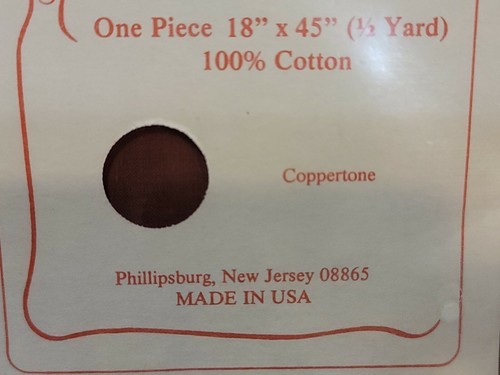 One Piece 18” x 45” (½ Yard)
100% Cotton
Coppertone
Phillipsburg, New Jersey 08865
MADE IN USA